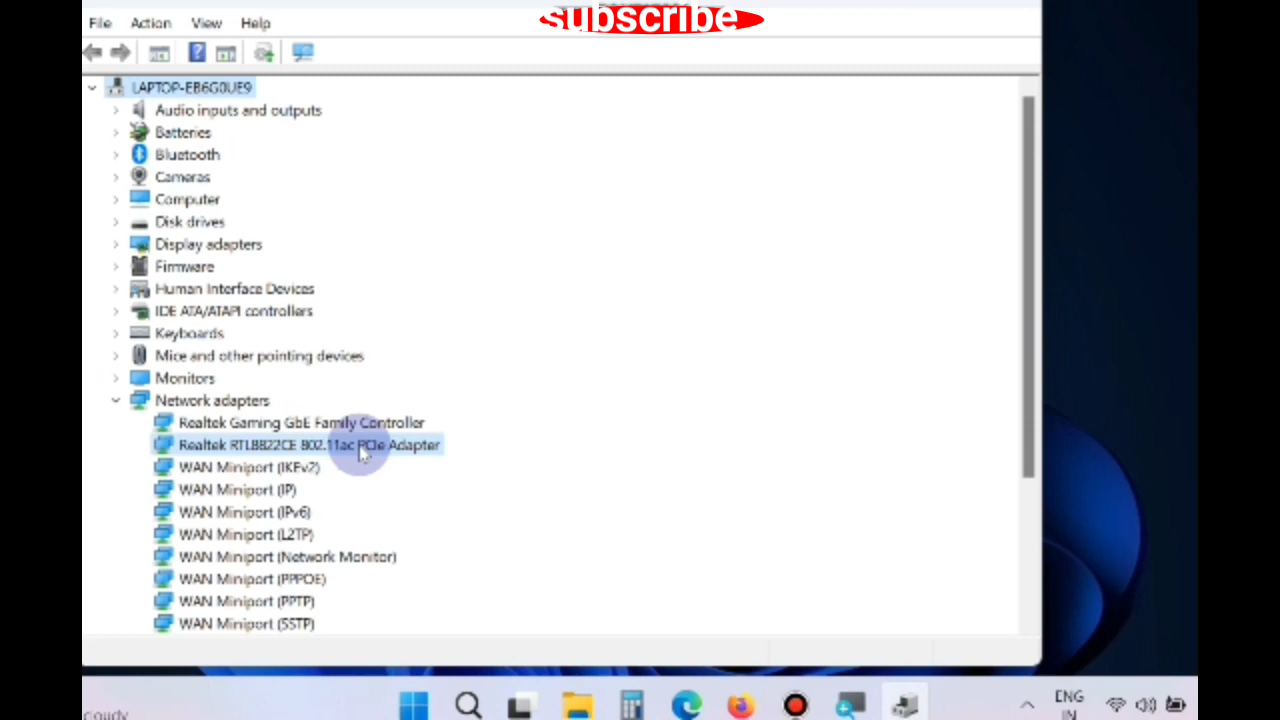 subscribe
File Action View Help
LAPTOP-EB6G0UE9
Audio inputs and outputs
Batteries
Bluetooth
Cameras
Computer
Disk drives
Display adapters
Firmware
Human Interface Devices
IDE ATA/ATAPI controllers
Keyboards
Mice and other pointing devices
Monitors
Network adapters
Realtek Gaming GbE Family Controller
Realtek RTL8822CE 802.11ac PCIe Adapter
WAN Miniport (IKEv2)
WAN Miniport (IP)
WAN Miniport (IPv6)
WAN Miniport (L2TP)
WAN Miniport (Network Monitor)
WAN Miniport (PPPOE)
WAN Miniport (PPTP)
WAN Miniport (SSTP)
ENG
IN